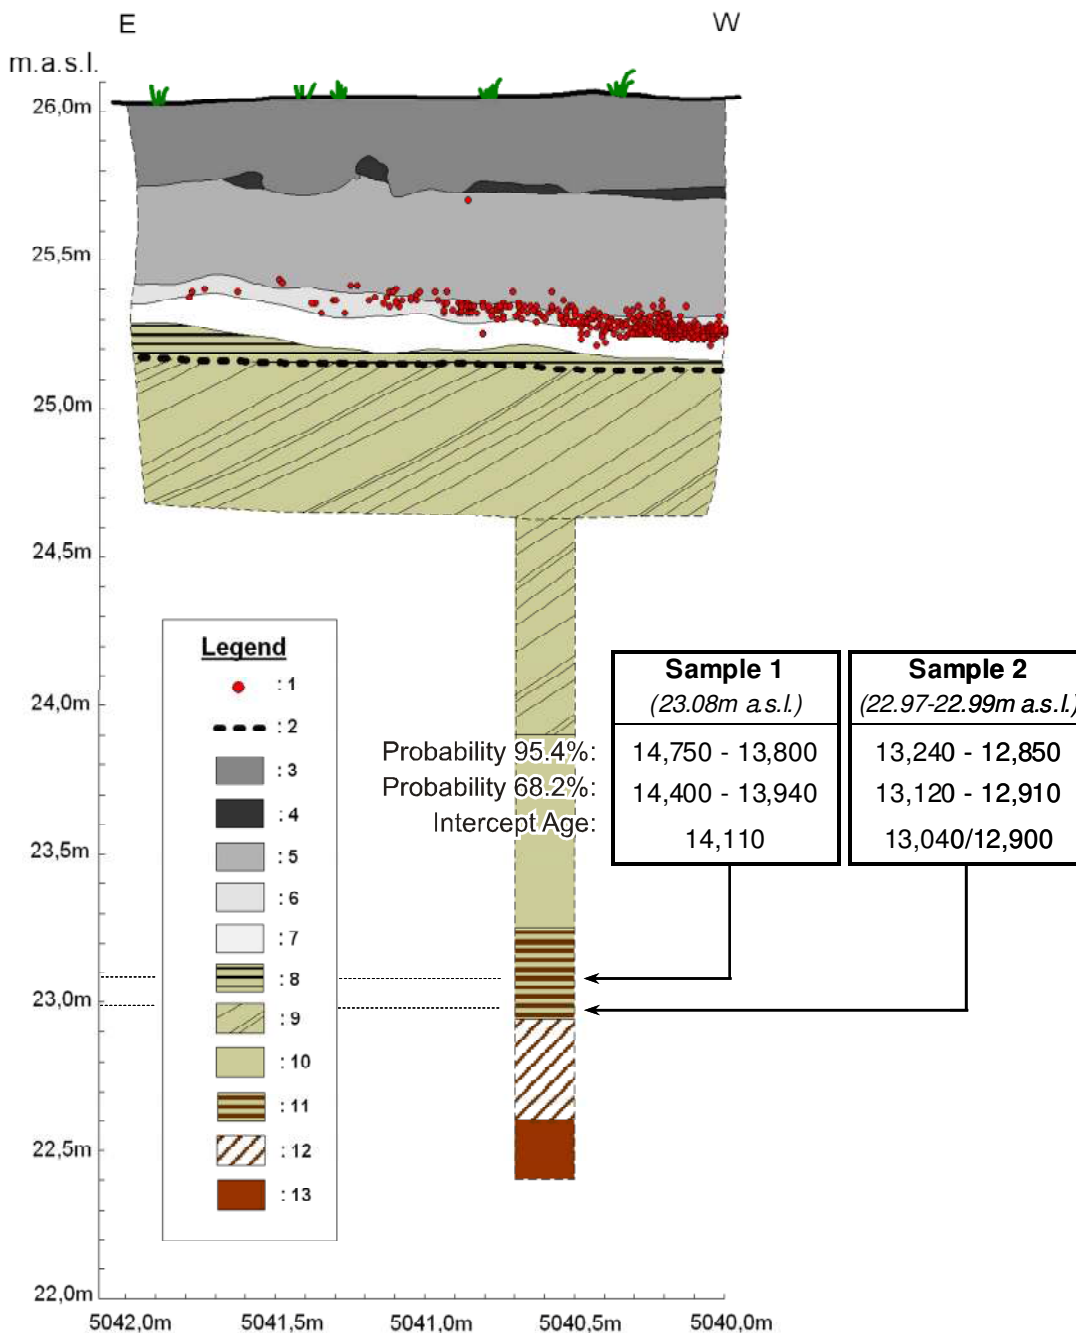 E W
m.a.s.l.
26,0m
25,5m
25,0m
24,5m
24,0m
23,5m
23,0m
22,5m
22,0m
Legend
: 1
: 2
: 3
: 4
: 5
: 6
: 7
: 8
: 9
: 10
: 11
: 12
: 13
Sample 1
(23.08m a.s.l.)
Sample 2
(22.97-22.99m a.s.l.)
Probability 95.4%: 14,750 - 13,800 13,240 - 12,850
Probability 68.2%: 14,400 - 13,940 13,120 - 12,910
Intercept Age: 14,110 13,040/12,900
5042,0m 5041,5m 5041,0m 5040,5m 5040,0m